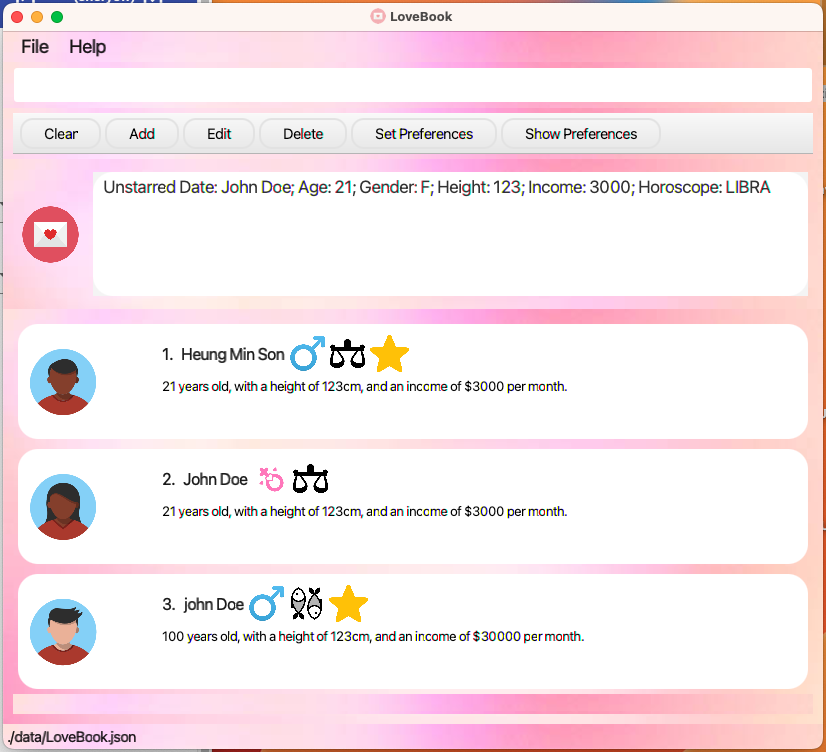 LoveBook
File Help
Clear Add Edit Delete Set Preferences Show Preferences
Unstarred Date: John Doe; Age: 21; Gender: F; Height: 123; Income: 3000; Horoscope: LIBRA
1. Heung Min Son
21 years old, with a height of 123cm, and an income of $3000 per month.
2. John Doe
21 years old, with a height of 123cm, and an income of $3000 per month.
3. john Doe
100 years old, with a height of 123cm, and an income of $30000 per month.
./data/LoveBook.json